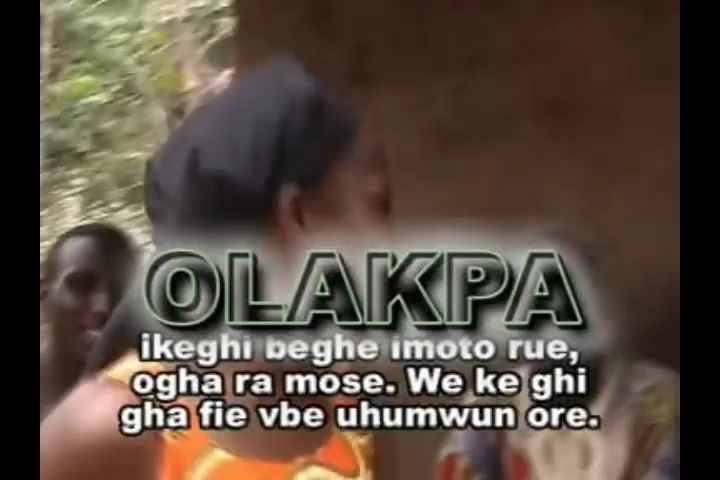 OLAKPA
ikeghi beghe imoto rue,
ogha ra mose. We ke ghi
gha fie vbe uhumwun ore.